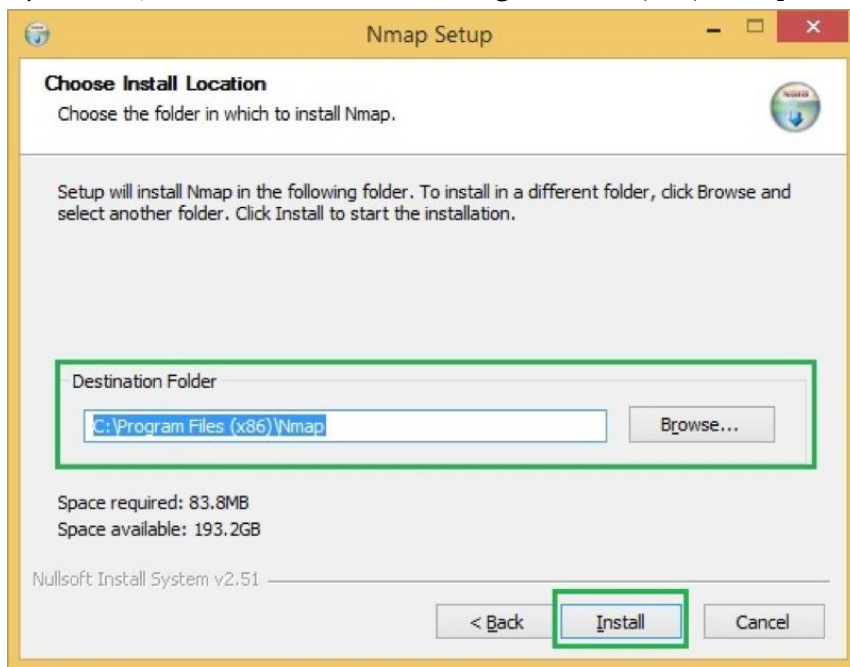 Nmap Setup
Choose Install Location
Choose the folder in which to install Nmap.
Setup will install Nmap in the following folder. To install in a different folder, click Browse and
select another folder. Click Install to start the installation.
Destination Folder
C:\Program Files (x86)\Nmap
Browse...
Space required: 83.8MB
Space available: 193.2GB
Nullsoft Install System v2.51
< Back Install Cancel